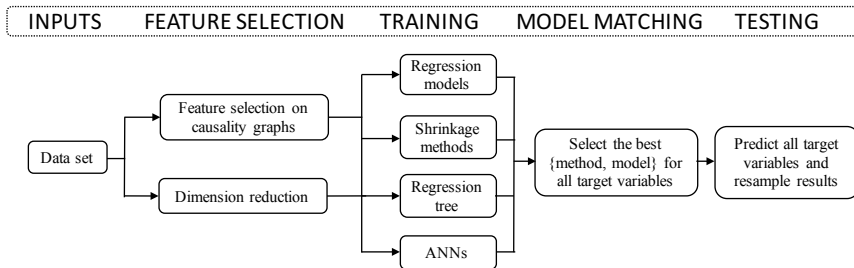 INPUTS FEATURE SELECTION TRAINING MODEL MATCHING TESTING
Data set
Feature selection on
causality graphs
Dimension reduction
Regression
models
Shrinkage
methods
Regression
tree
ANNs
Select the best
{method, model} for
all target variables
Predict all target
variables and
resample results